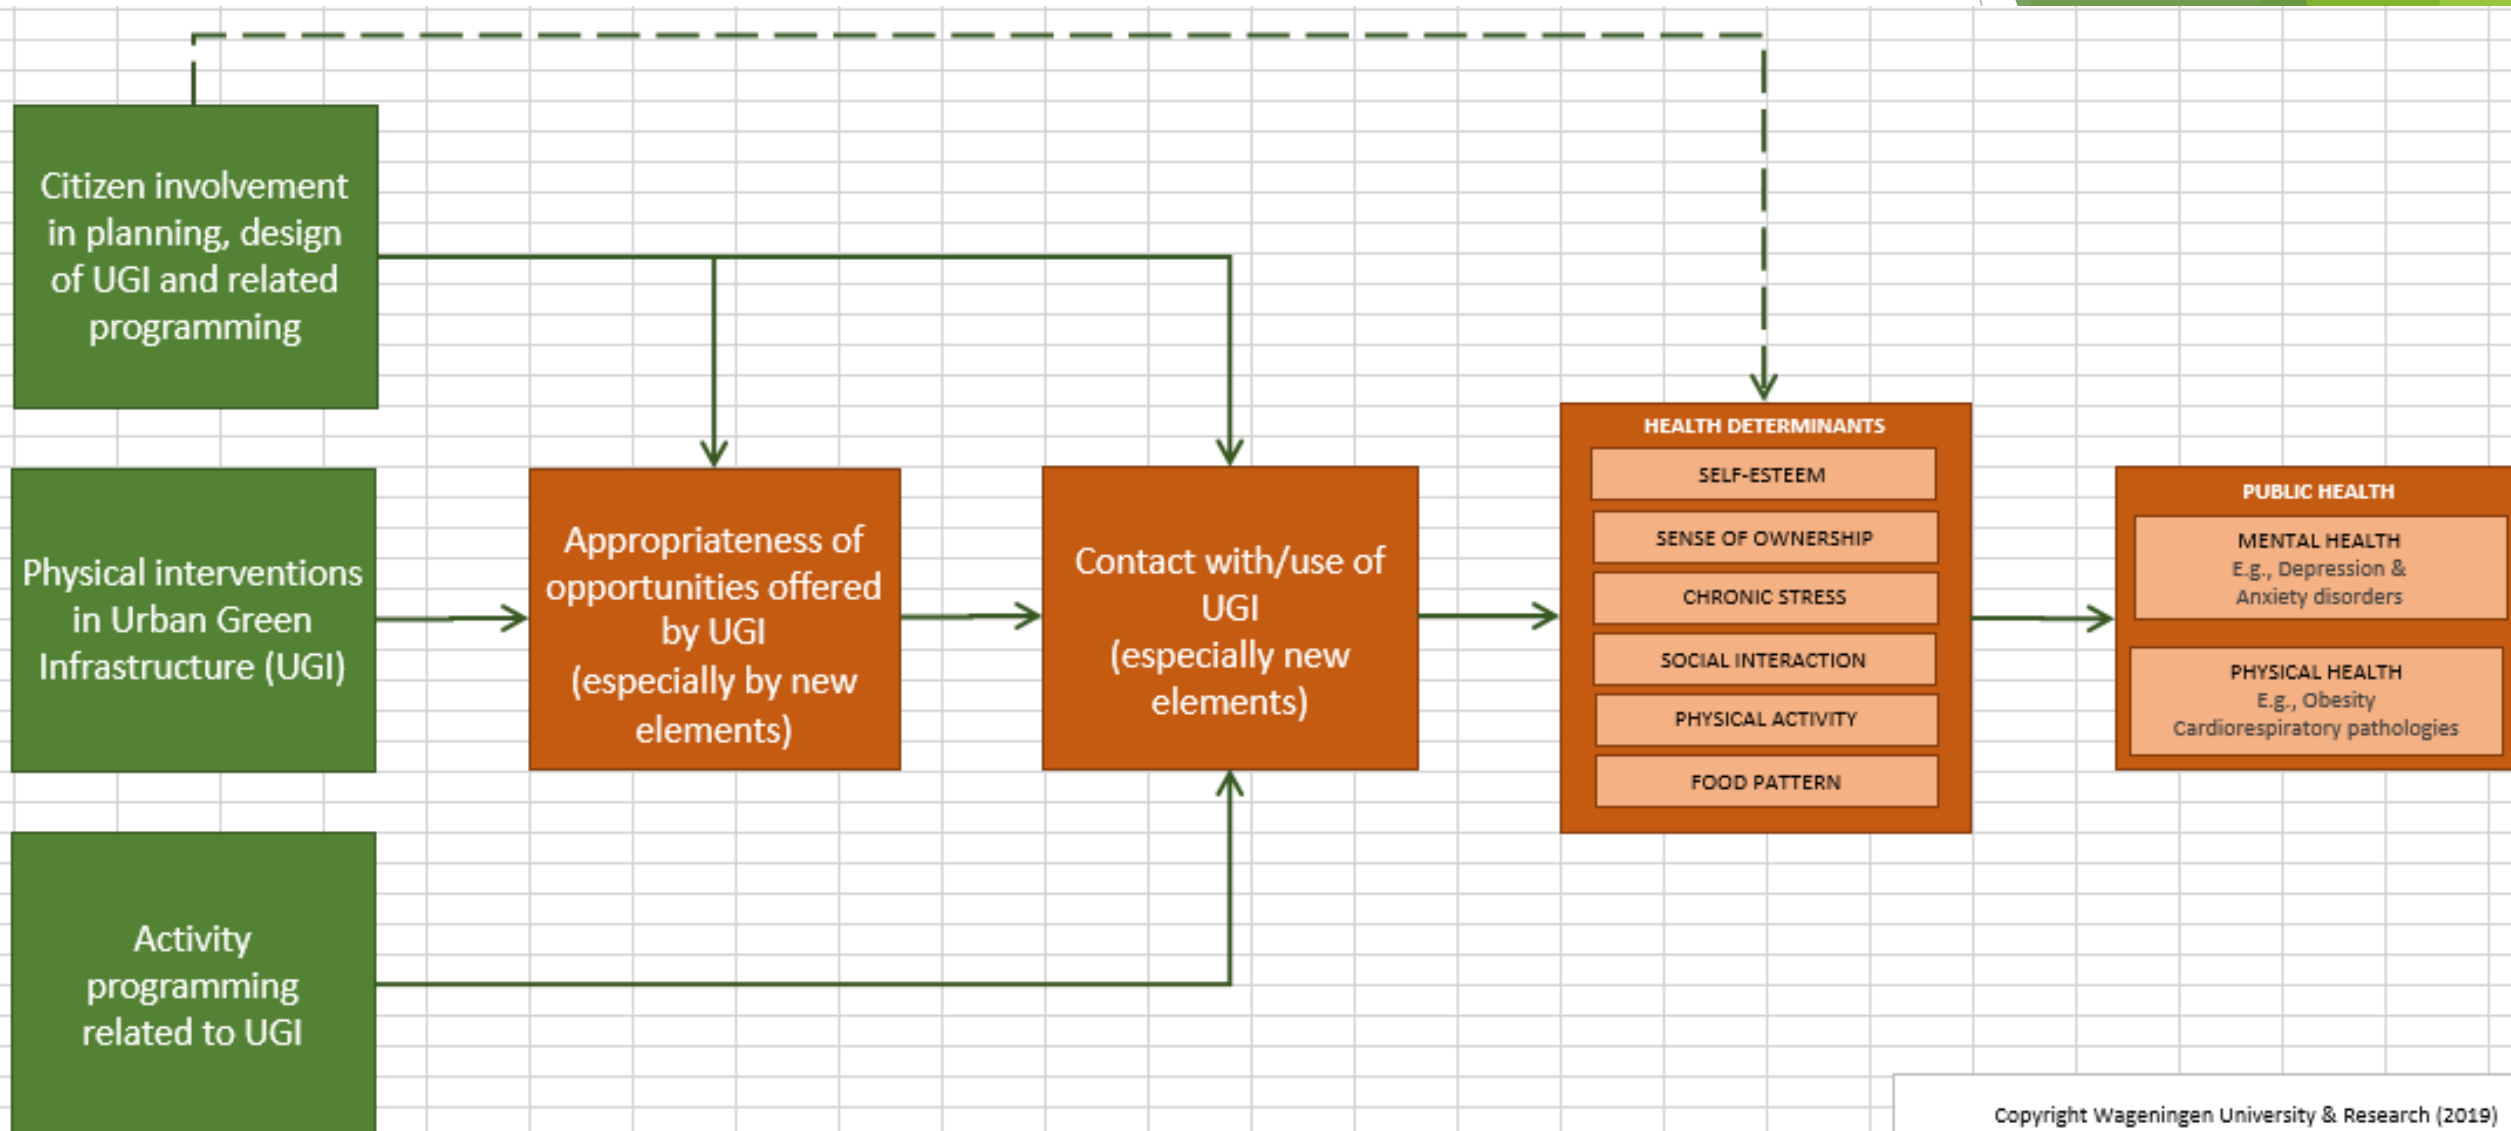 Citizen involvement
in planning, design
of UGI and related
programming
Physical interventions
in Urban Green
Infrastructure (UGI)
Activity
programming
related to UGI
Appropriateness of
opportunities offered
by UGI
(especially by new
elements)
Contact with/use of
UGI
(especially new
elements)
HEALTH DETERMINANTS
SELF-ESTEEM
SENSE OF OWNERSHIP
CHRONIC STRESS
SOCIAL INTERACTION
PHYSICAL ACTIVITY
FOOD PATTERN
PUBLIC HEALTH
MENTAL HEALTH
E.g., Depression &
Anxiety disorders
PHYSICAL HEALTH
E.g., Obesity
Cardiorespiratory pathologies
Copyright Wageningen University & Research (2019)